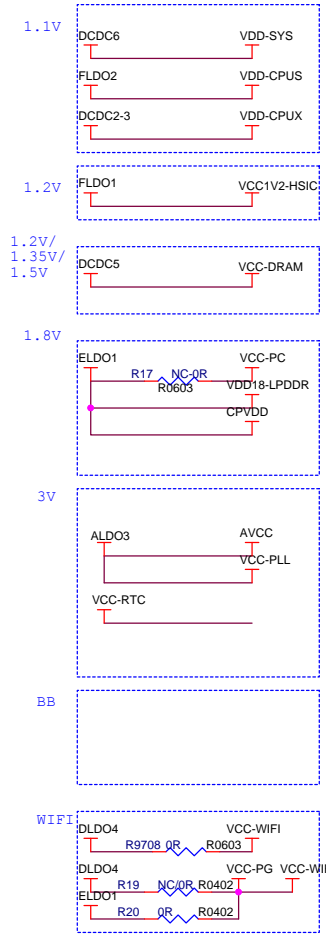 1.1V
DCDC6 VDD-SYS
FLDO2 VDD-CPUS
DCDC2-3 VDD-CPUX
1.2V
FLDO1 VCC1V2-HSIC
1.2V/
1.35V/
1.5V
DCDC5 VCC-DRAM
1.8V
ELDO1 VCC-PC
R17 NC-0R
R0603
VDD18-LPDDR
CPVDD
3V
ALDO3 AVCC
VCC-PLL
VCC-RTC
BB
WIFI
DLDO4 VCC-WIFI
R9708 0R R0603
DLDO4 VCC-PG
R19 NC/0R R0402
ELDO1
R20 0R R0402